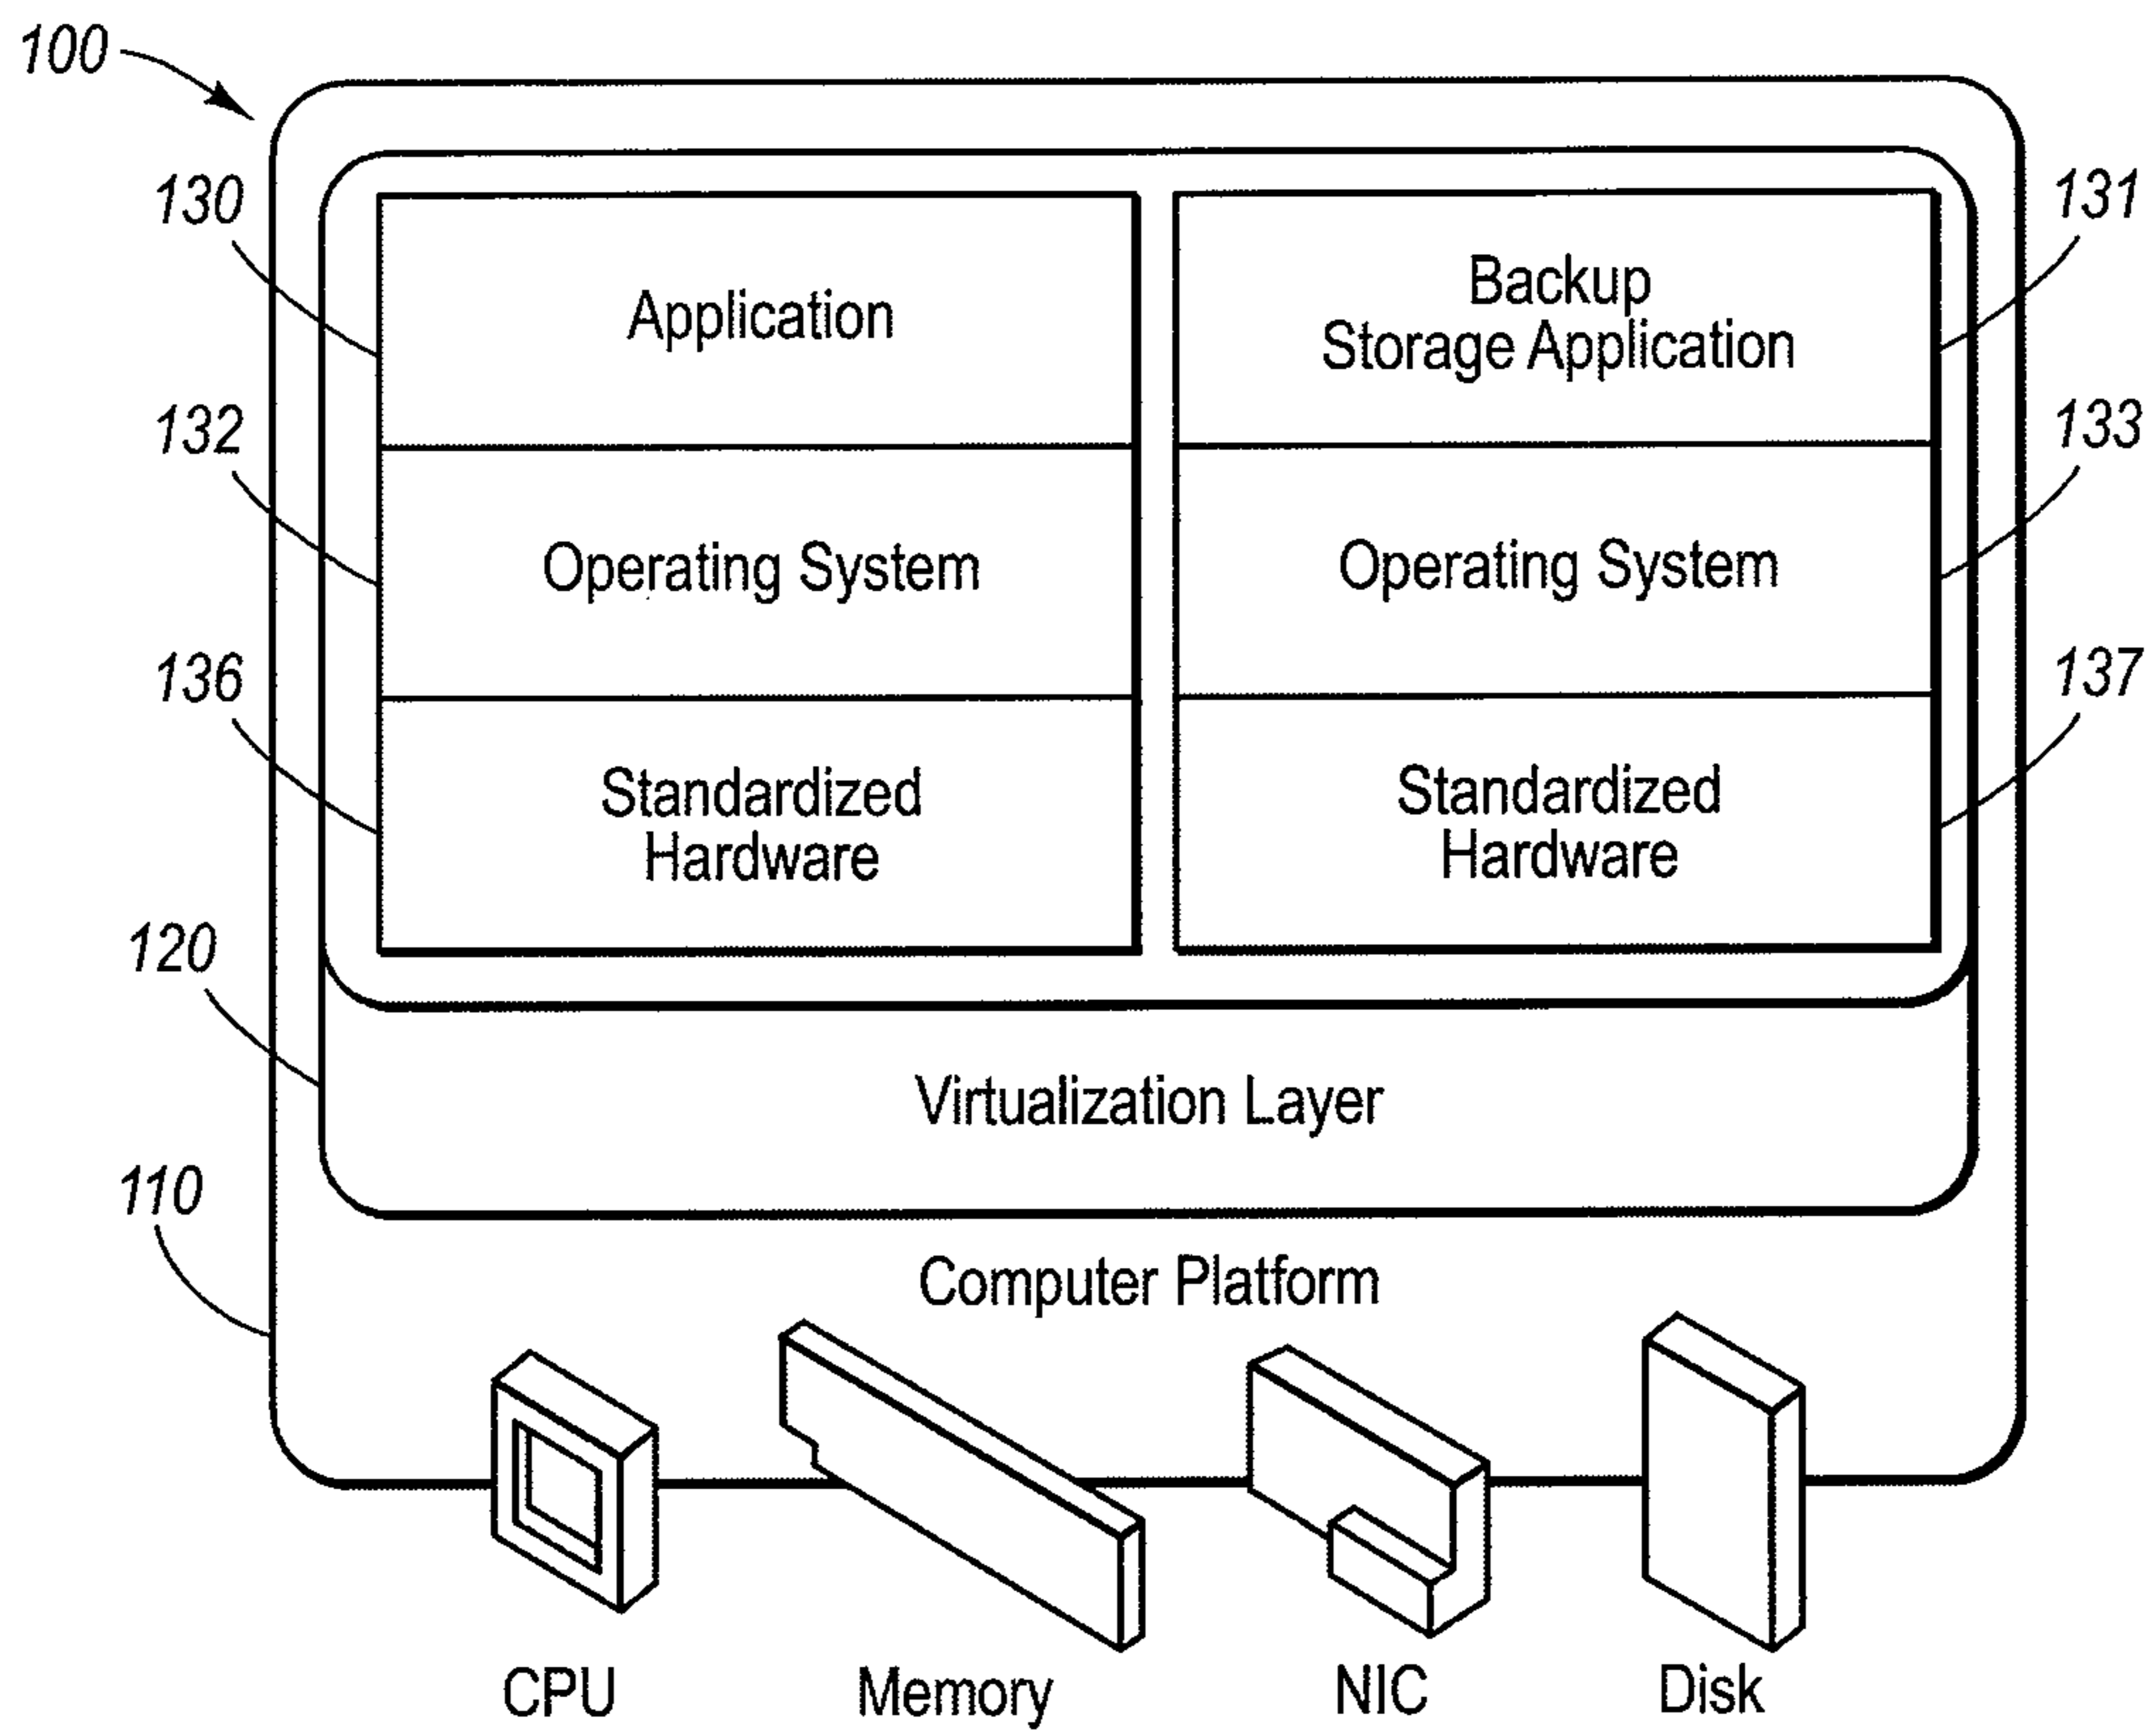 100
130
Application
Backup
Storage Application
131
132
Operating System
Operating System
133
136
Standardized
Hardware
Standardized
Hardware
137
120
Virtualization Layer
110
Computer Platform
CPU
Memory
NIC
Disk